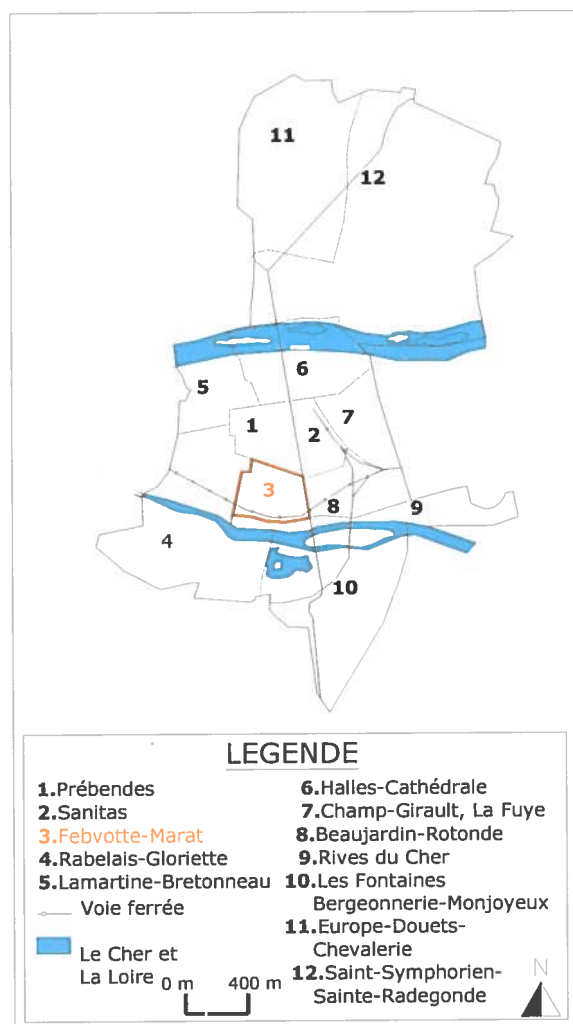 11
12
6
5
7
1
2
3
8
9
4
10
LEGENDE
1.Prébendes
2.Sanitas
3.Febvotte-Marat
4.Rabelais-Gloriette
5.Lamartine-Bretonneau
Voie ferrée
Le Cher et
La Loire
0 m 400 m
6.Halles-Cathédrale
7.Champ-Girault, La Fuye
8.Beaujardin-Rotonde
9.Rives du Cher
10.Les Fontaines
Bergeonnerie-Monjoyeux
11.Europe-Douets-
Chevalerie
12.Saint-Symphorien-
Sainte-Radegonde
N